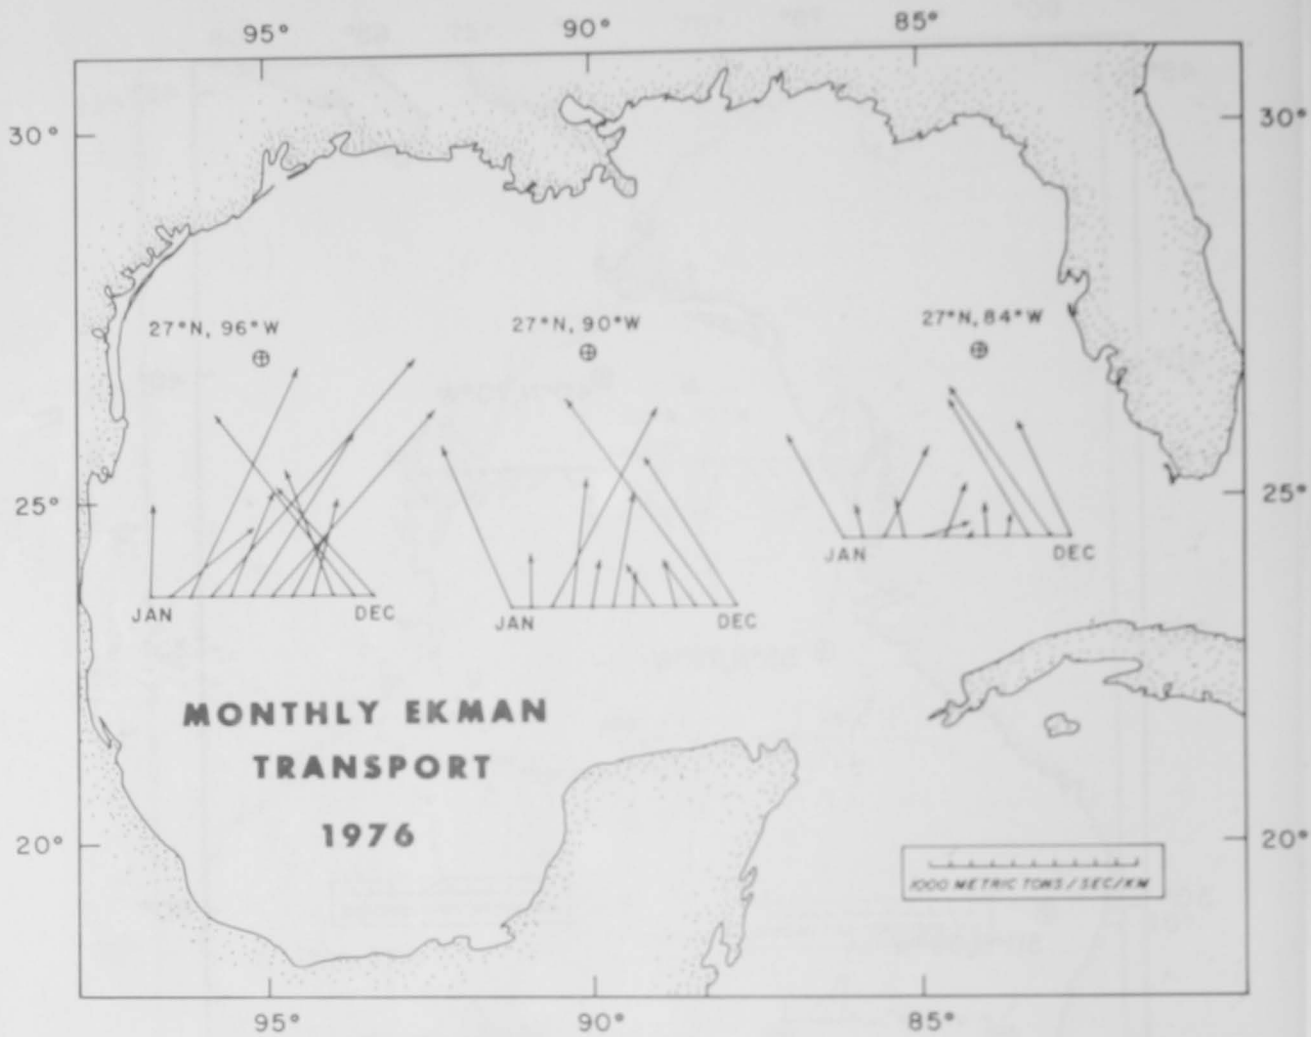 95° 90° 85°
30° 30°
27°N, 96°W 27°N, 90°W 27°N, 84°W
25° 25°
JAN DEC
JAN DEC
JAN DEC
MONTHLY EKMAN
TRANSPORT
1976
20° 20°
1000 METRIC TONS / SEC / KM
95° 90° 85°